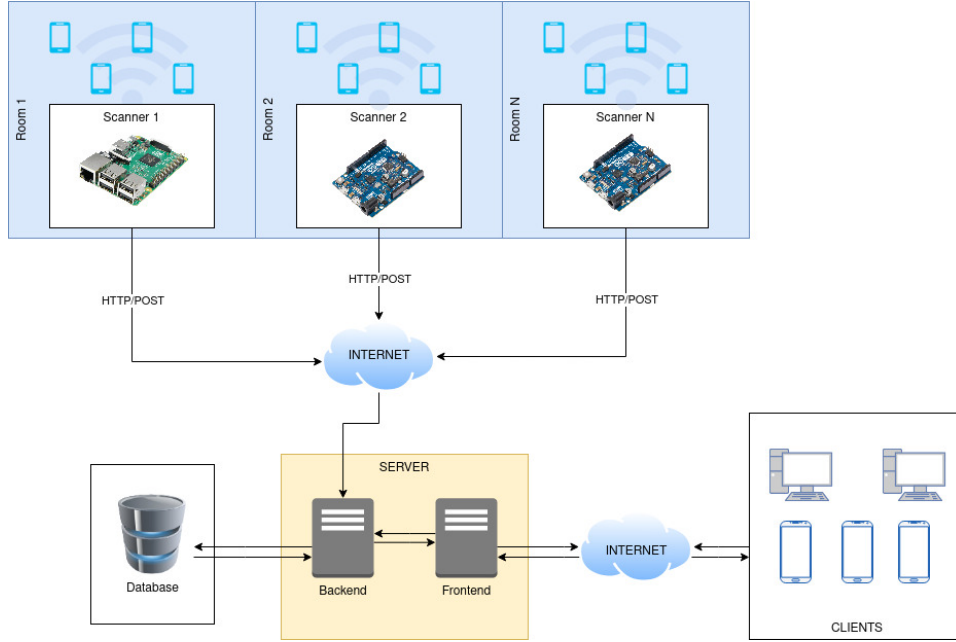 Room 1
Scanner 1
Room 2
Scanner 2
Room N
Scanner N
HTTP/POST
HTTP/POST
HTTP/POST
INTERNET
SERVER
Database
Backend
Frontend
INTERNET
CLIENTS